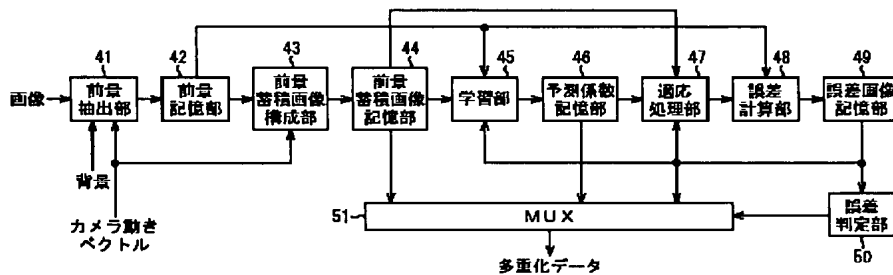 41
前景
抽出部
42
前景
記憶部
43
前景
蓄積画像
構成部
44
前景
蓄積画像
記憶部
45
学習部
46
予測係数
記憶部
47
適応
処理部
48
誤差
計算部
49
誤差画像
記憶部
画像
背景
カメラ動き
ベクトル
51
MUX
誤差
判定部
50
多重化データ